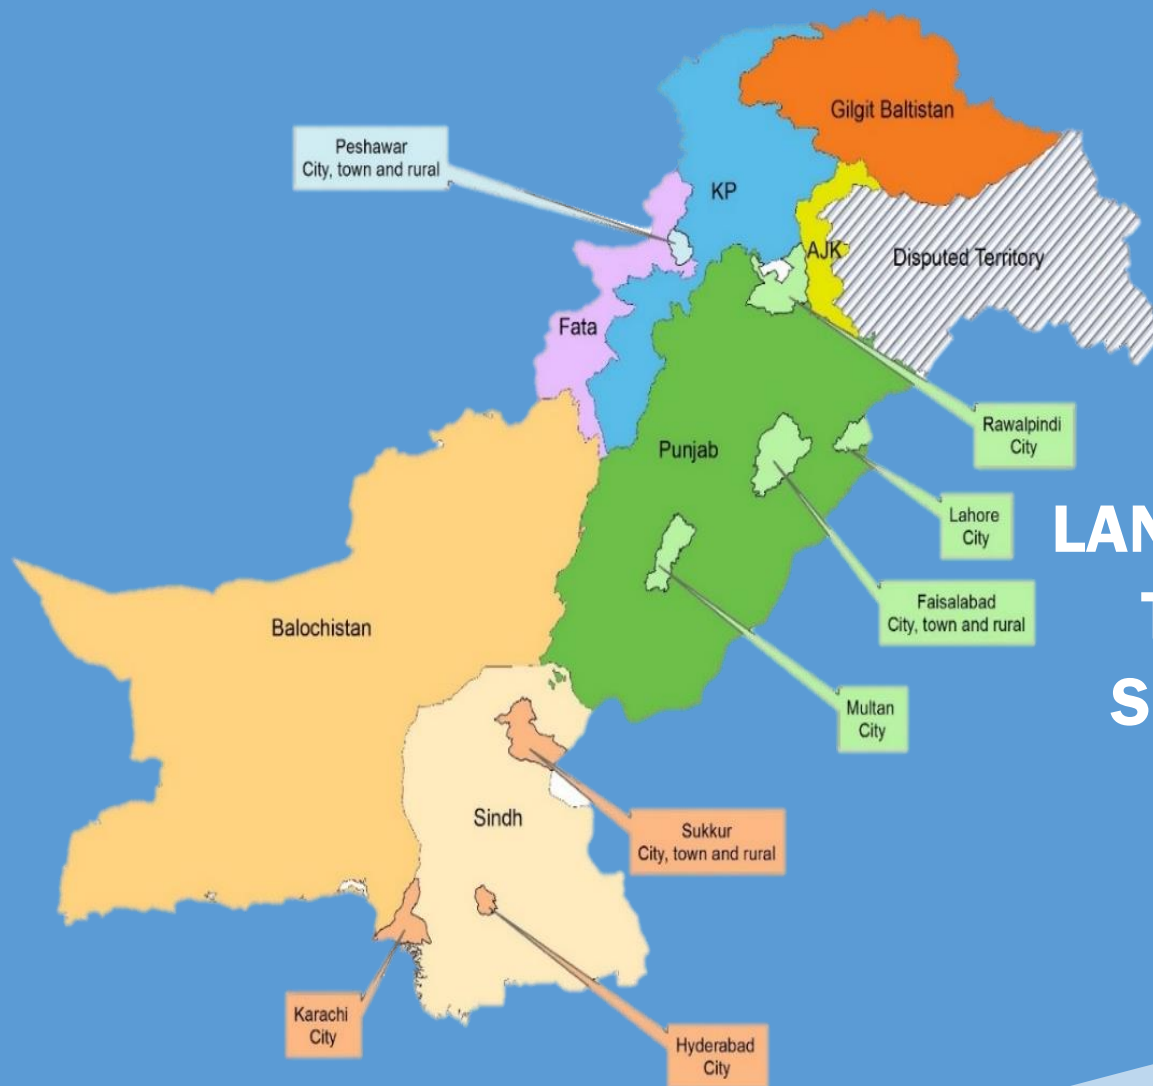 Gilgit Baltistan
Peshawar
City, town and rural
KP
AJK
Disputed Territory
Fata
Rawalpindi
City
Punjab
Lahore
City
Faisalabad
City, town and rural
Balochistan
Multan
City
Sindh
Sukkur
City, town and rural
Karachi
City
Hyderabad
City